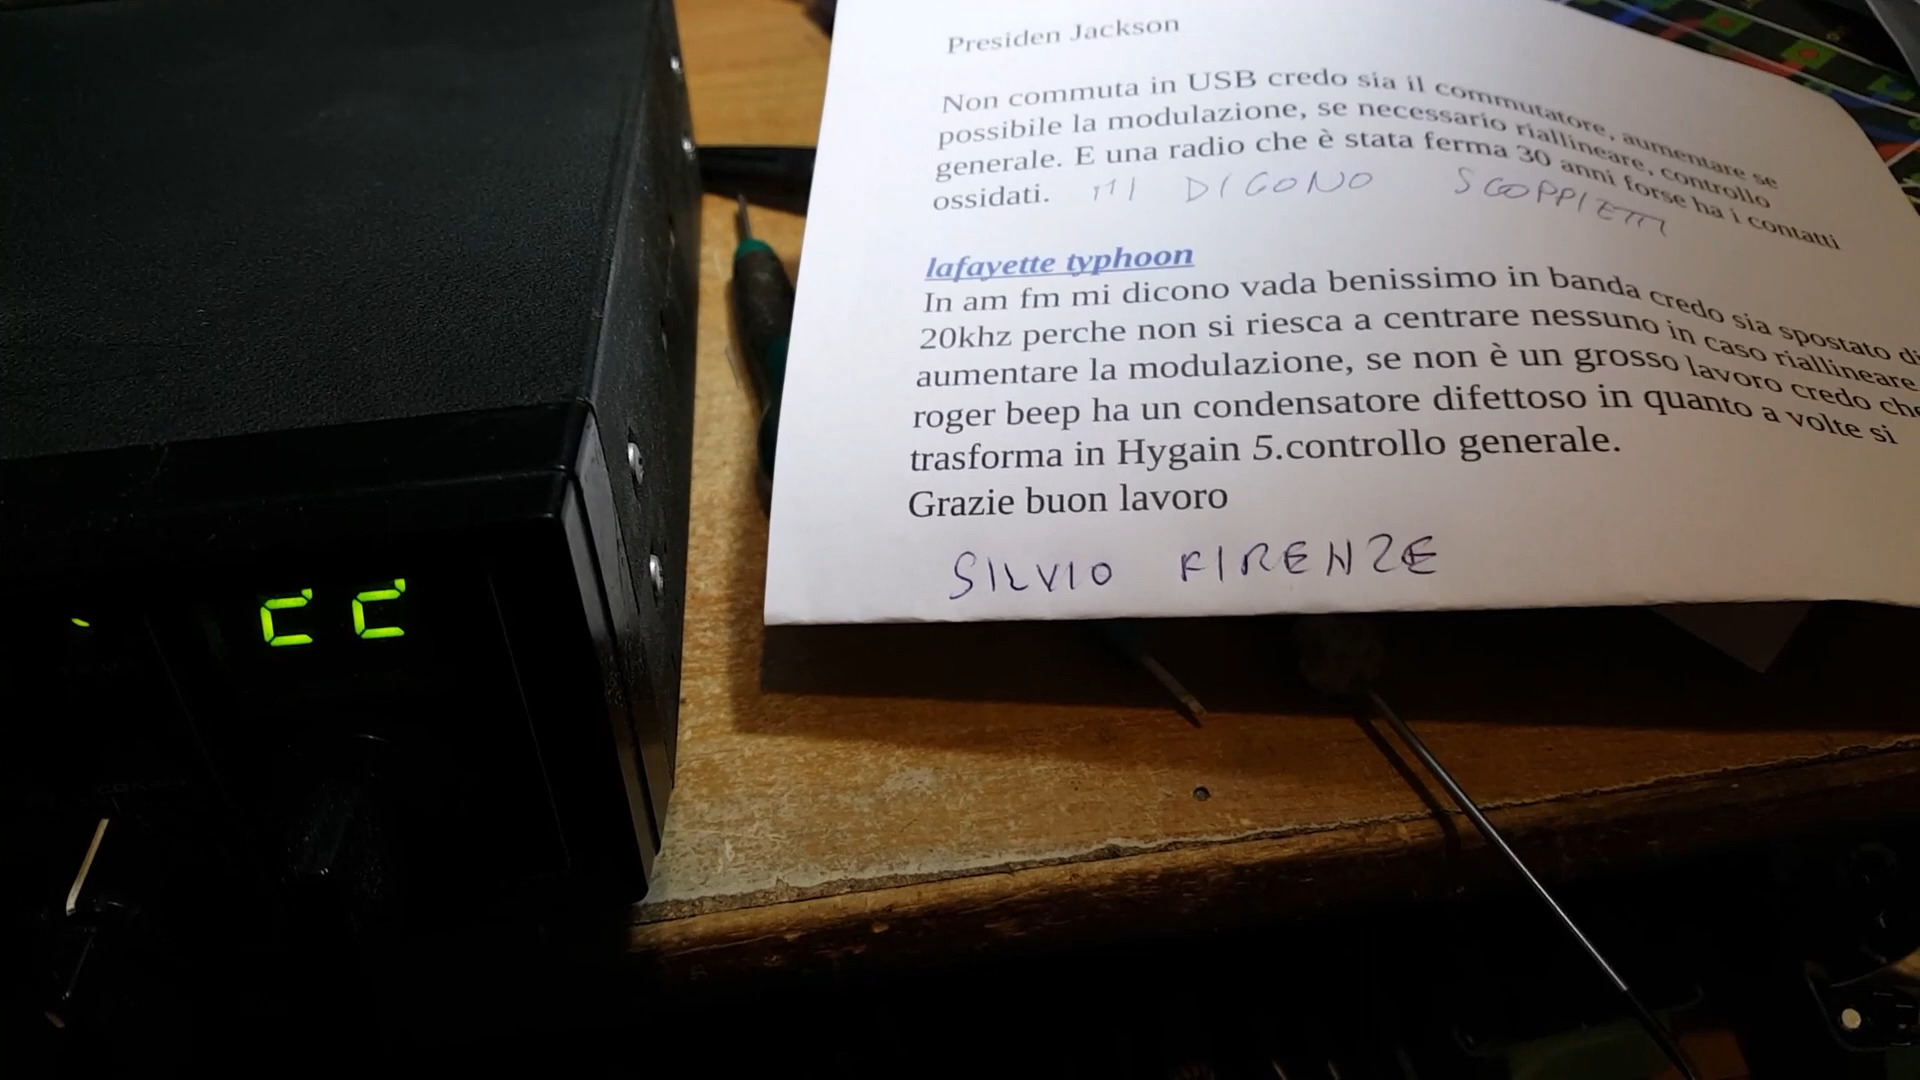 Presiden Jackson
Non commuta in USB credo sia il commutatore, aumentare se
possibile la modulazione, se necessario riallineare, controllo
generale. E una radio che è stata ferma 30 anni forse ha i contatti
ossidati. MI DICONO SCOPPIETTI
lafayette typhoon
In am fm mi dicono vada benissimo in banda credo sia spostato di
20khz perche non si riesca a centrare nessuno in caso riallineare.
aumentare la modulazione, se non è un grosso lavoro credo che
roger beep ha un condensatore difettoso in quanto a volte si
trasforma in Hygain 5.controllo generale.
Grazie buon lavoro
SILVIO FIRENZE